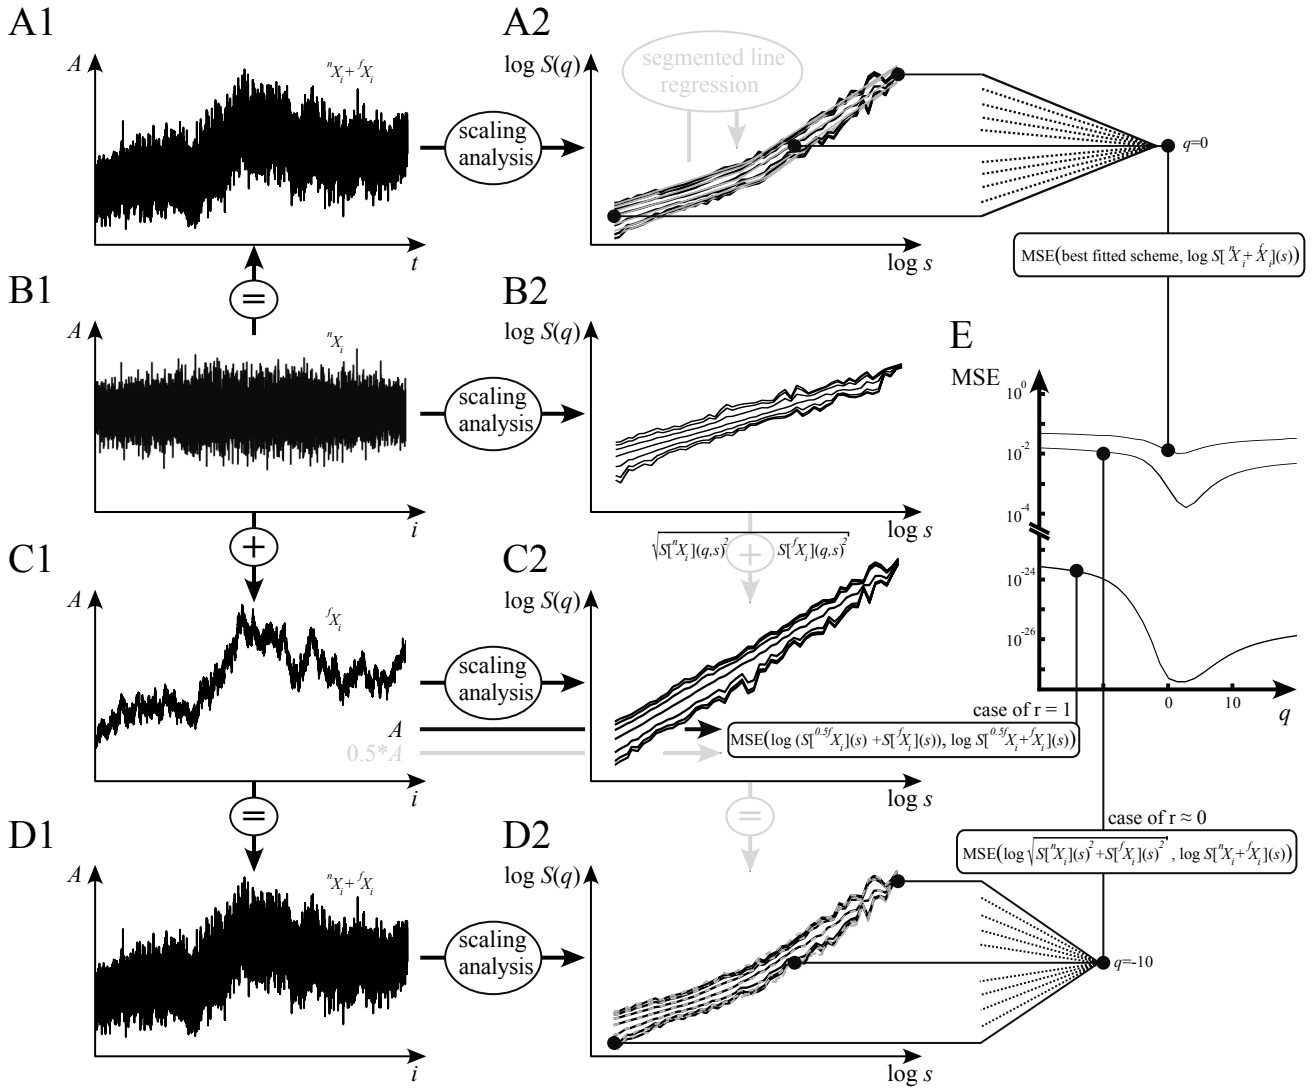 A1
A
ⁿXᵢ+ ᶠXᵢ
t
scaling
analysis
A2
log S(q)
segmented line
regression
log s
q=0
MSE(best fitted scheme, log S[ⁿXᵢ+ ᶠXᵢ](s))
=
B1
A
ⁿXᵢ
i
scaling
analysis
B2
log S(q)
log s
E
MSE
10⁰
10⁻²
10⁻⁴
10⁻²⁴
10⁻²⁶
0
10
q
+
√S[ⁿXᵢ](q,s)² + S[ᶠXᵢ](q,s)²
C1
A
ᶠXᵢ
i
scaling
analysis
A
0.5*A
C2
log S(q)
log s
case of r = 1
MSE(log (S[⁰·⁵ᶠXᵢ](s) +S[ᶠXᵢ](s)), log S[⁰·⁵ᶠXᵢ+ᶠXᵢ](s))
=
=
case of r ≈ 0
MSE(log √S[ⁿXᵢ](s)²+S[ᶠXᵢ](s)² , log S[ⁿXᵢ+ᶠXᵢ](s))
D1
A
ⁿXᵢ+ ᶠXᵢ
i
scaling
analysis
D2
log S(q)
log s
q=-10